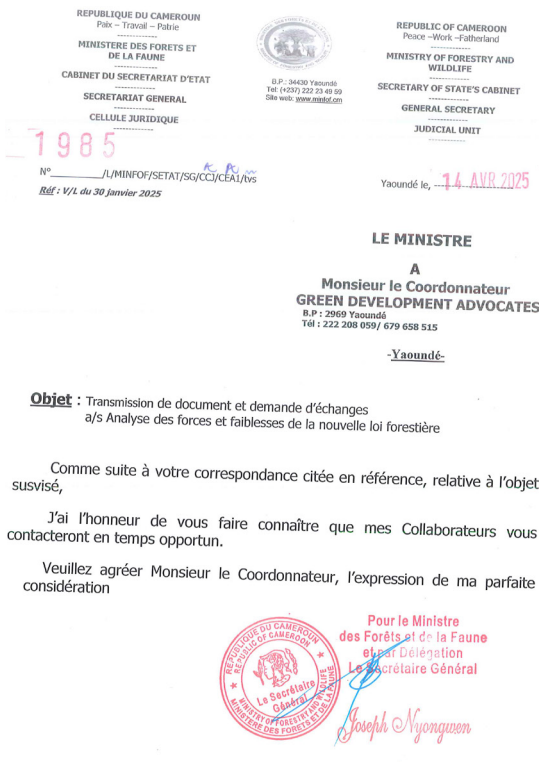 REPUBLIQUE DU CAMEROUN
Paix – Travail – Patrie
------------
MINISTERE DES FORETS ET
DE LA FAUNE
------------
CABINET DU SECRETARIAT D'ETAT
------------
SECRETARIAT GENERAL
------------
CELLULE JURIDIQUE
------------
B.P.: 34430 Yaoundé
Tel: (+237) 222 23 49 59
Site web: www.minfof.cm
REPUBLIC OF CAMEROON
Peace –Work –Fatherland
------------
MINISTRY OF FORESTRY AND
WILDLIFE
------------
SECRETARY OF STATE'S CABINET
------------
GENERAL SECRETARY
------------
JUDICIAL UNIT
------------
1985
N°__________/L/MINFOF/SETAT/SG/CCJ/CEA1/tvs
Réf : V/L du 30 janvier 2025
Yaoundé le, 14 AVR 2025
LE MINISTRE
A
Monsieur le Coordonnateur
GREEN DEVELOPMENT ADVOCATES
B.P : 2969 Yaoundé
Tél : 222 208 059/ 679 658 515
-Yaoundé-
Objet : Transmission de document et demande d'échanges
a/s Analyse des forces et faiblesses de la nouvelle loi forestière
Comme suite à votre correspondance citée en référence, relative à l'objet
susvisé,
J'ai l'honneur de vous faire connaître que mes Collaborateurs vous
contacteront en temps opportun.
Veuillez agréer Monsieur le Coordonnateur, l'expression de ma parfaite
considération
Pour le Ministre
des Forêts et de la Faune
et par Délégation
Le Secrétaire Général
Joseph Nyongwen
REPUBLIQUE DU CAMEROUN
REPUBLIC OF CAMEROON
Le Secrétaire
Général
MINISTRY OF FORESTRY AND WILDLIFE
MINISTERE DES FORETS ET DE LA FAUNE